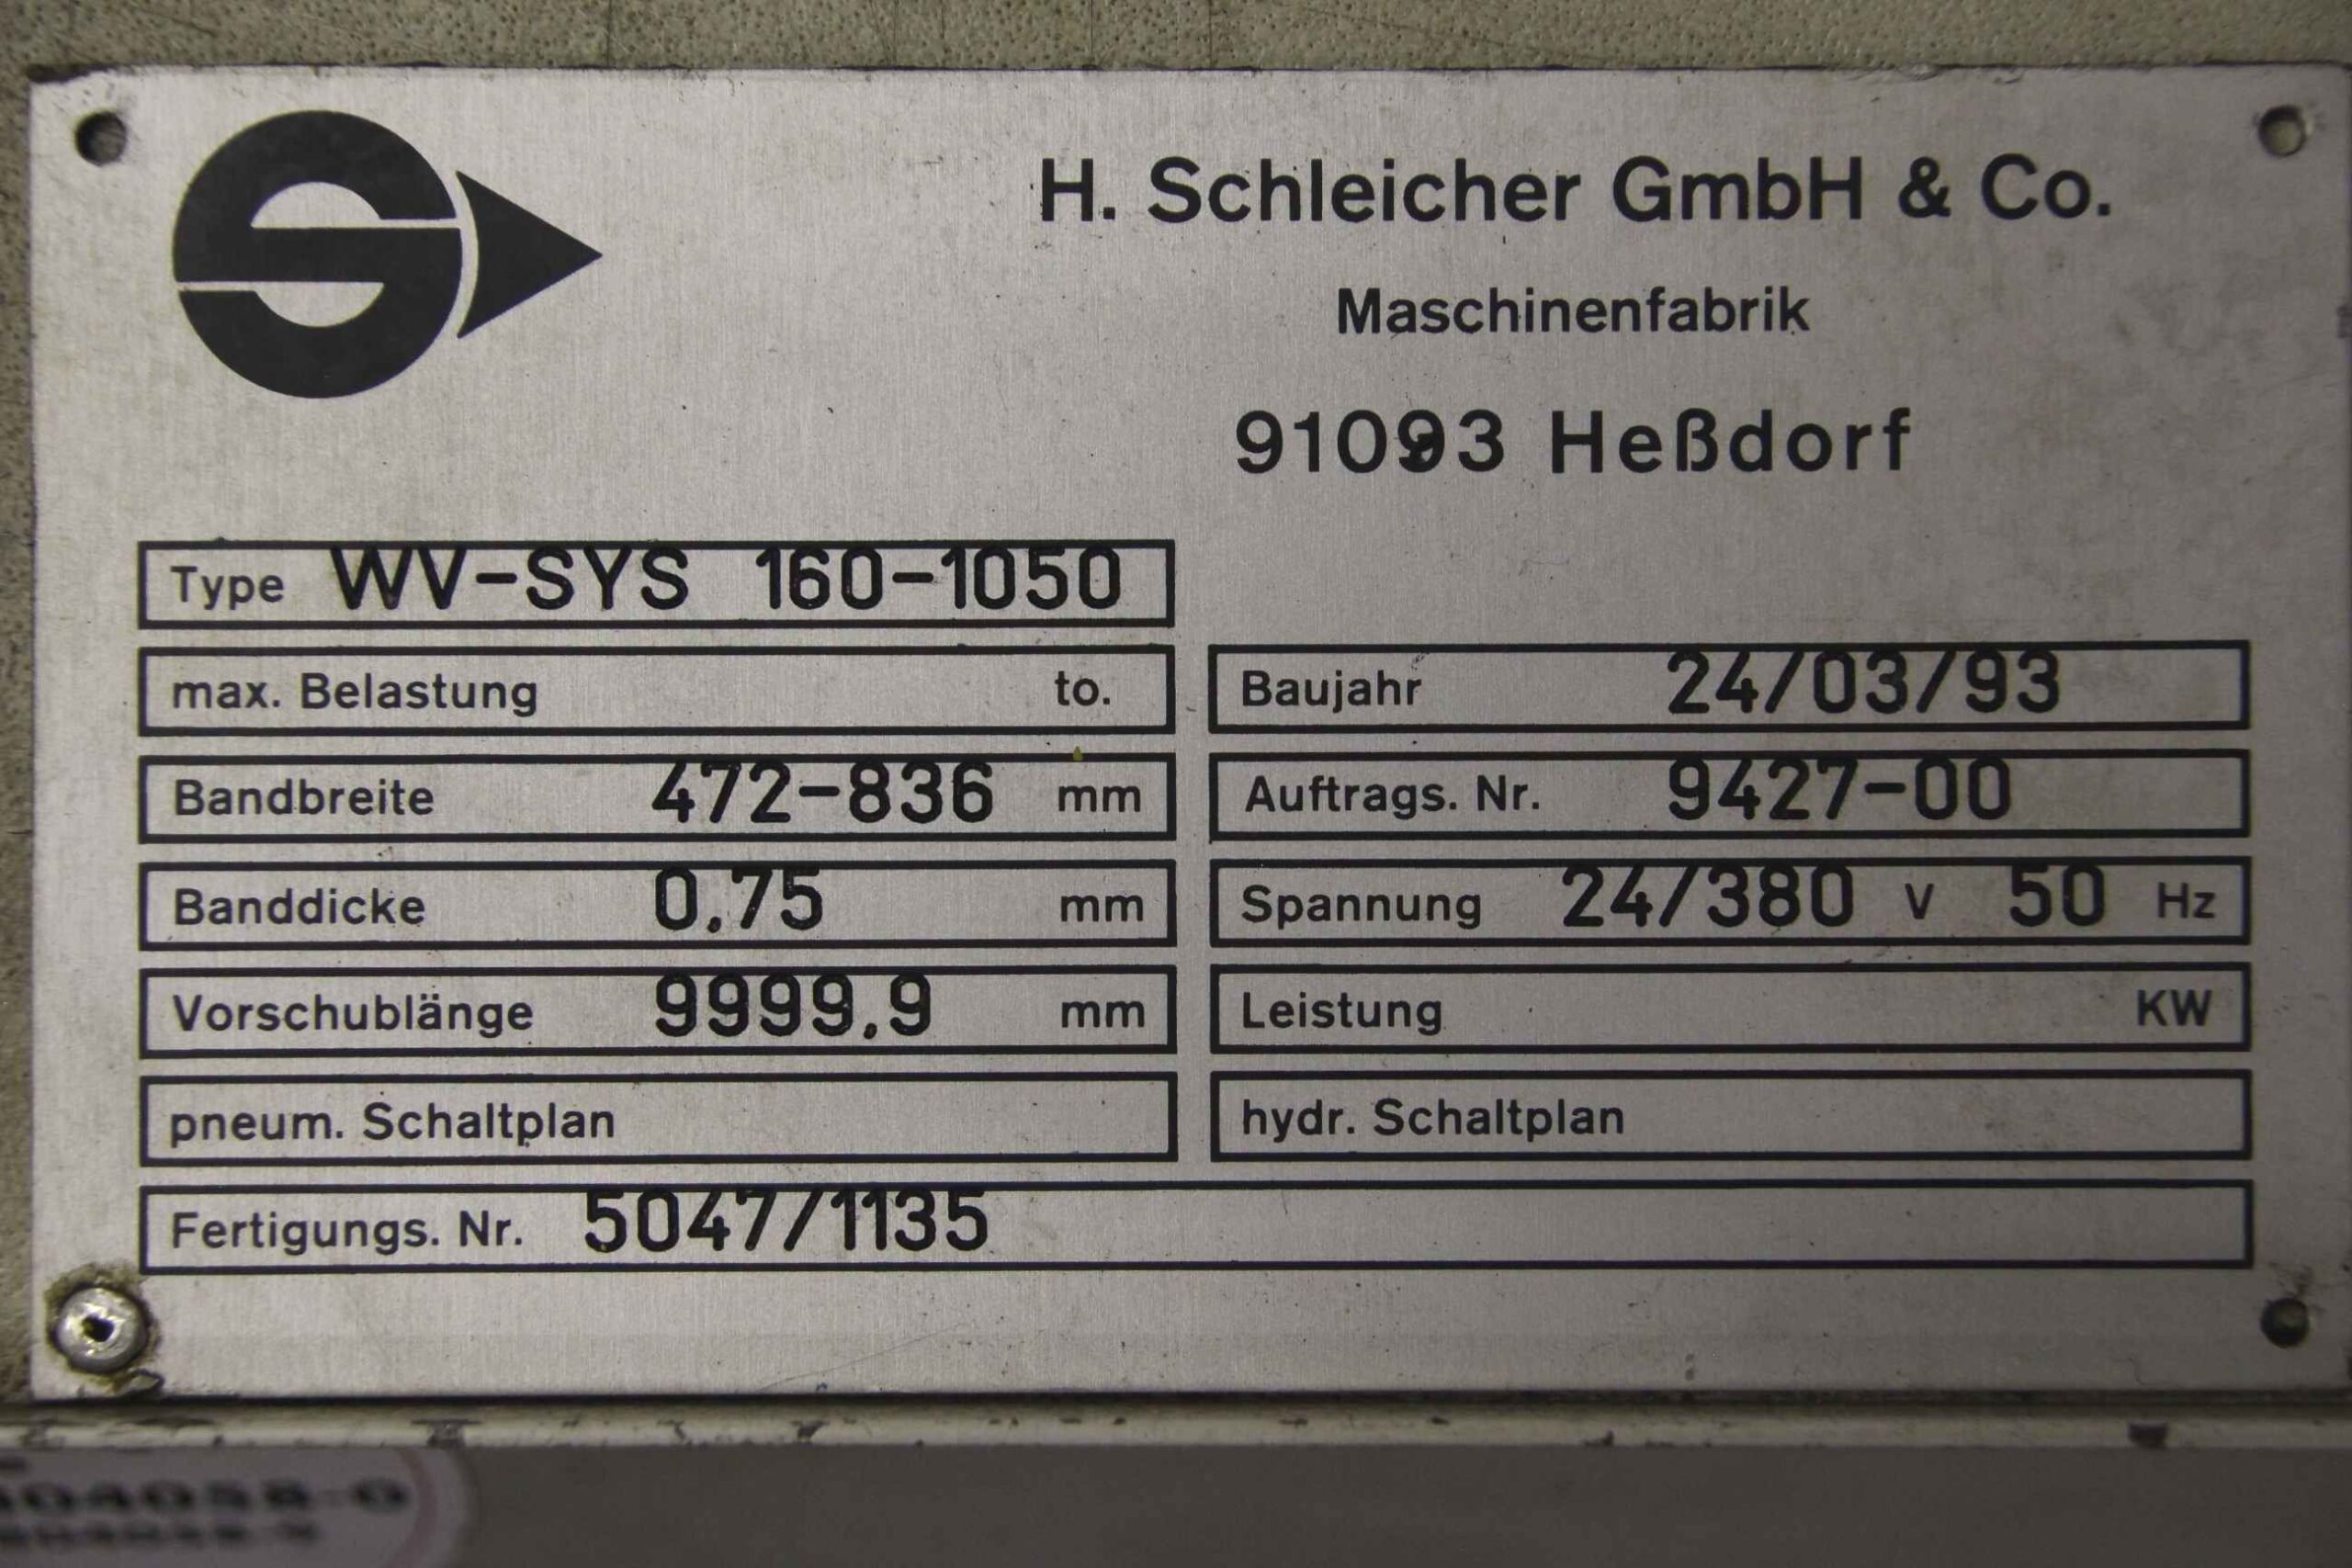 H. Schleicher GmbH & Co.
Maschinenfabrik
91093 Heßdorf
Type WV-SYS 160-1050
max. Belastung to.
Baujahr 24/03/93
Bandbreite 472-836 mm
Auftrags. Nr. 9427-00
Banddicke 0.75 mm
Spannung 24/380 V 50 Hz
Vorschublänge 9999.9 mm
Leistung KW
pneum. Schaltplan
hydr. Schaltplan
Fertigungs. Nr. 5047/1135